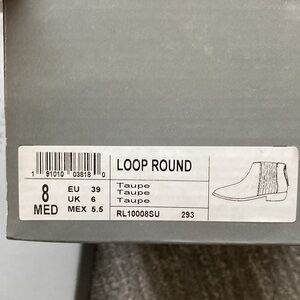 LOOP ROUND
1 91010 03818 0
8 MED
EU 39
UK 6
MEX 5.5
Taupe
Taupe
Taupe
RL10008SU 293